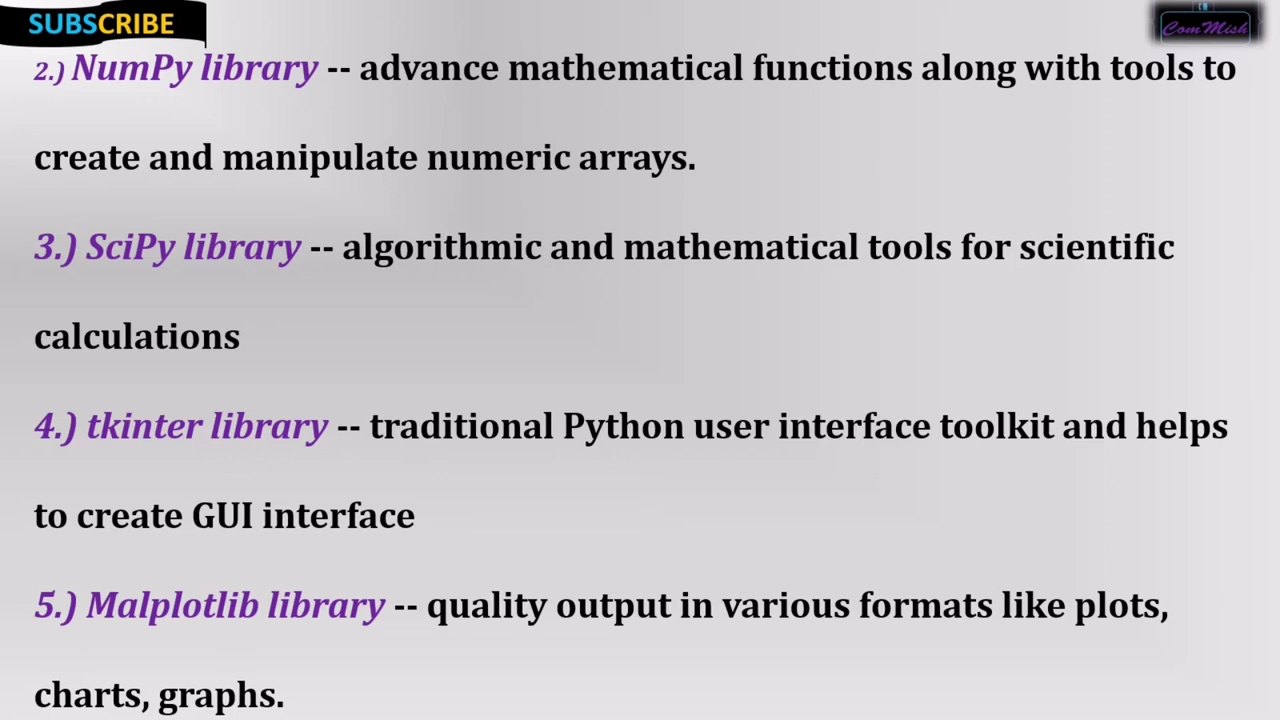 SUBSCRIBE
CM
ComMish
2.) NumPy library -- advance mathematical functions along with tools to
create and manipulate numeric arrays.
3.) SciPy library -- algorithmic and mathematical tools for scientific
calculations
4.) tkinter library -- traditional Python user interface toolkit and helps
to create GUI interface
5.) Malplotlib library -- quality output in various formats like plots,
charts, graphs.